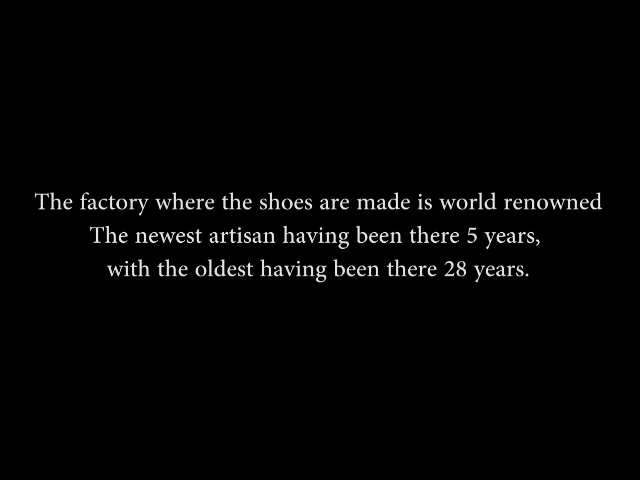 The factory where the shoes are made is world renowned
The newest artisan having been there 5 years,
with the oldest having been there 28 years.